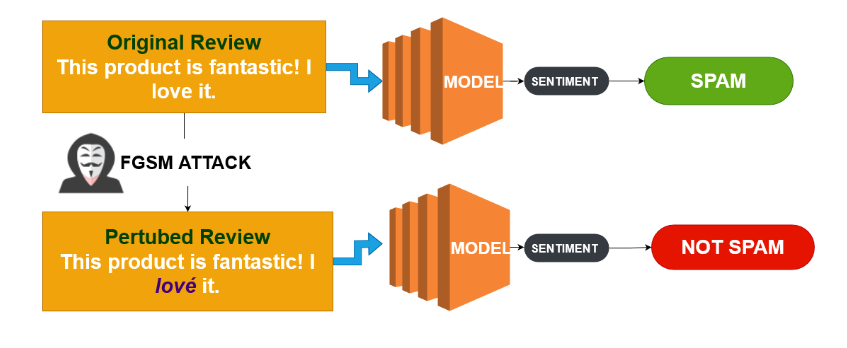 Original Review
This product is fantastic! I
love it.
MODEL
SENTIMENT
SPAM
FGSM ATTACK
Pertubed Review
This product is fantastic! I
lové it.
MODEL
SENTIMENT
NOT SPAM